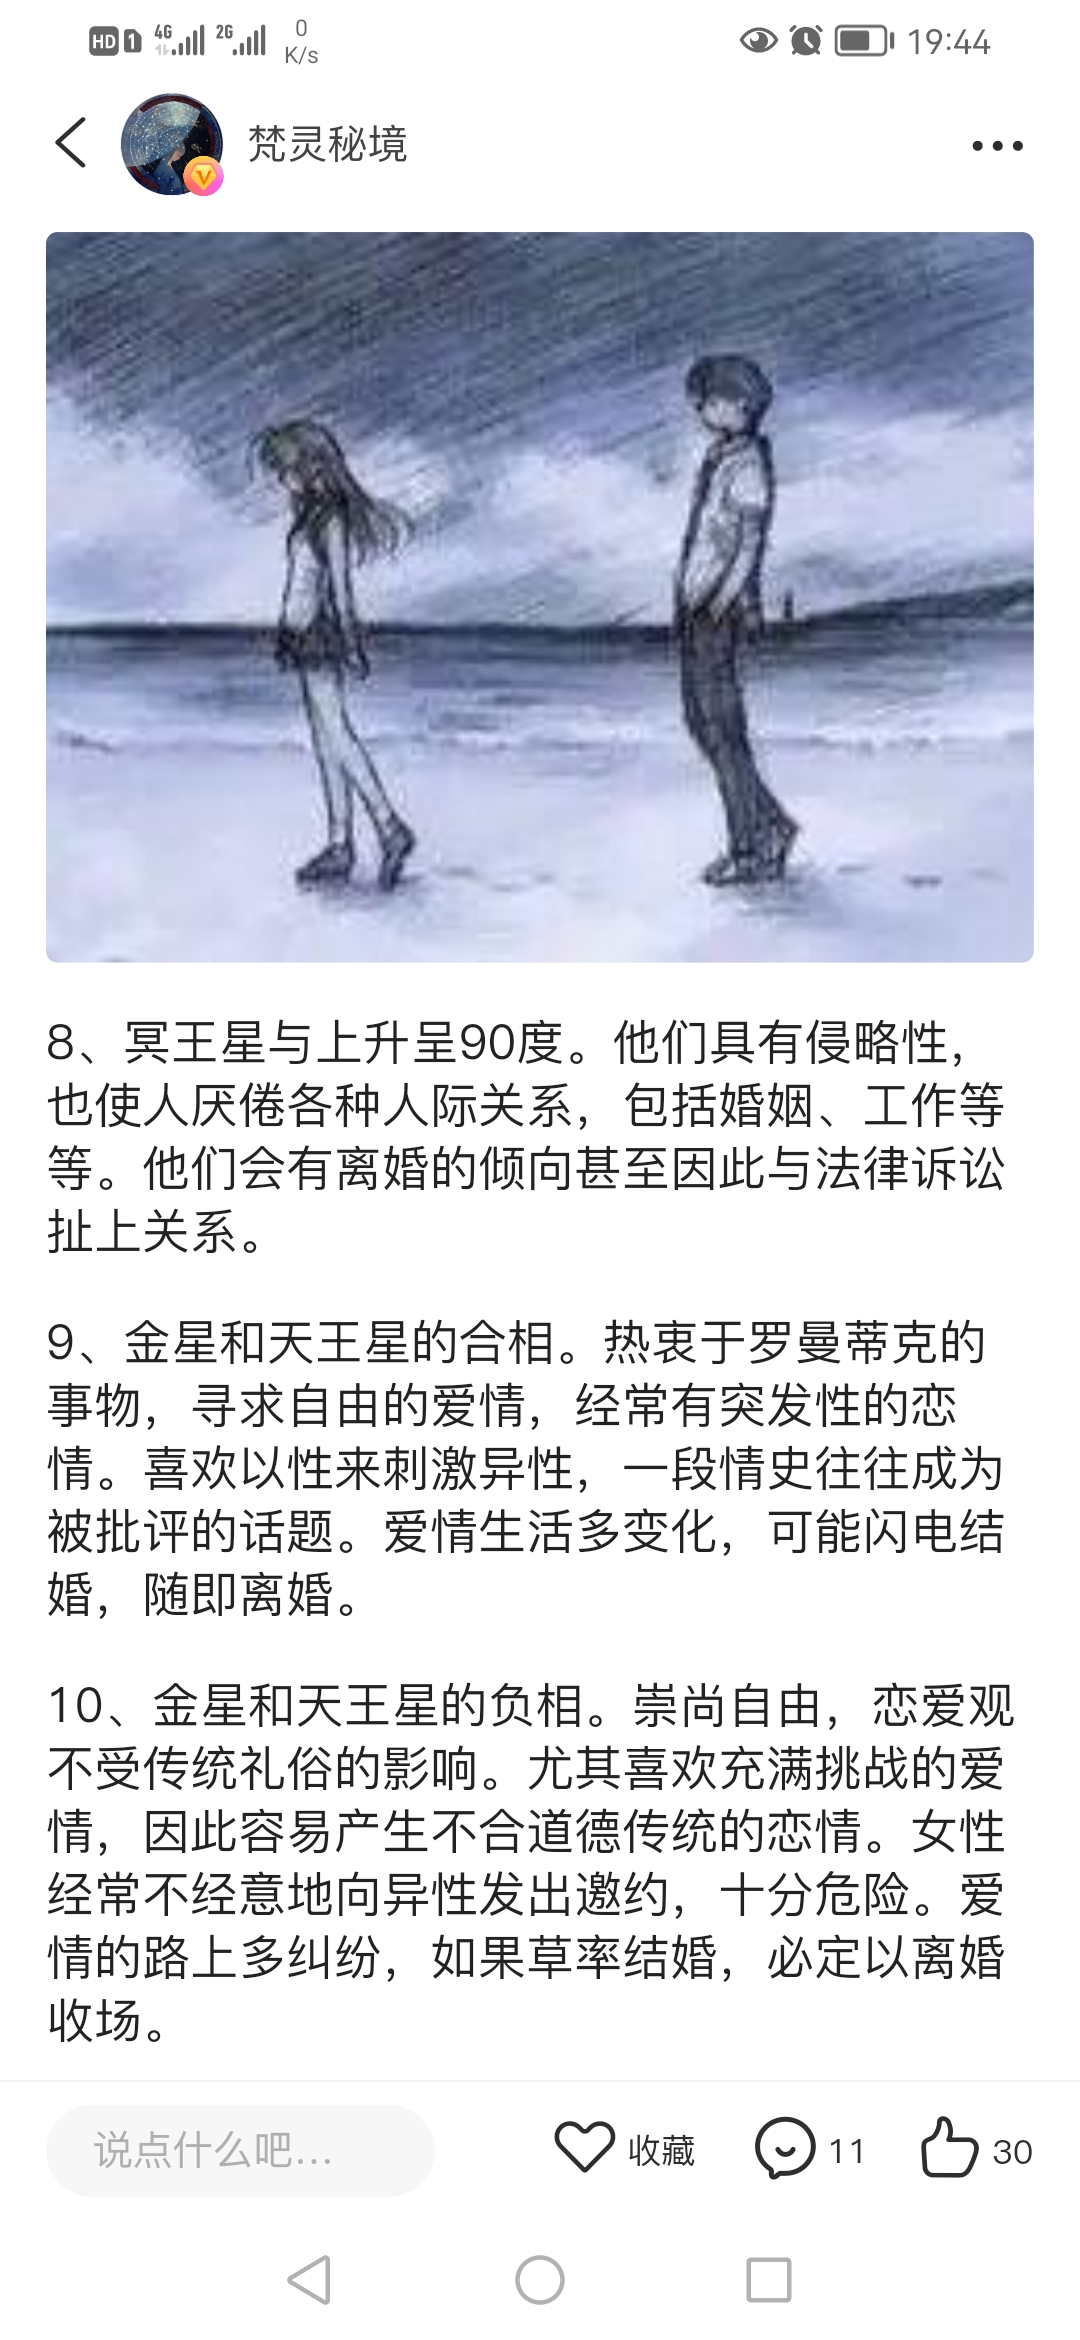 HD 1 4G 2G 0 K/s 19:44
梵灵秘境
8、冥王星与上升呈90度。他们具有侵略性，
也使人厌倦各种人际关系，包括婚姻、工作等
等。他们会有离婚的倾向甚至因此与法律诉讼
扯上关系。
9、金星和天王星的合相。热衷于罗曼蒂克的
事物，寻求自由的爱情，经常有突发性的恋
情。喜欢以性来刺激异性，一段情史往往成为
被批评的话题。爱情生活多变化，可能闪电结
婚，随即离婚。
10、金星和天王星的负相。崇尚自由，恋爱观
不受传统礼俗的影响。尤其喜欢充满挑战的爱
情，因此容易产生不合道德传统的恋情。女性
经常不经意地向异性发出邀约，十分危险。爱
情的路上多纠纷，如果草率结婚，必定以离婚
收场。
说点什么吧... 收藏 11 30